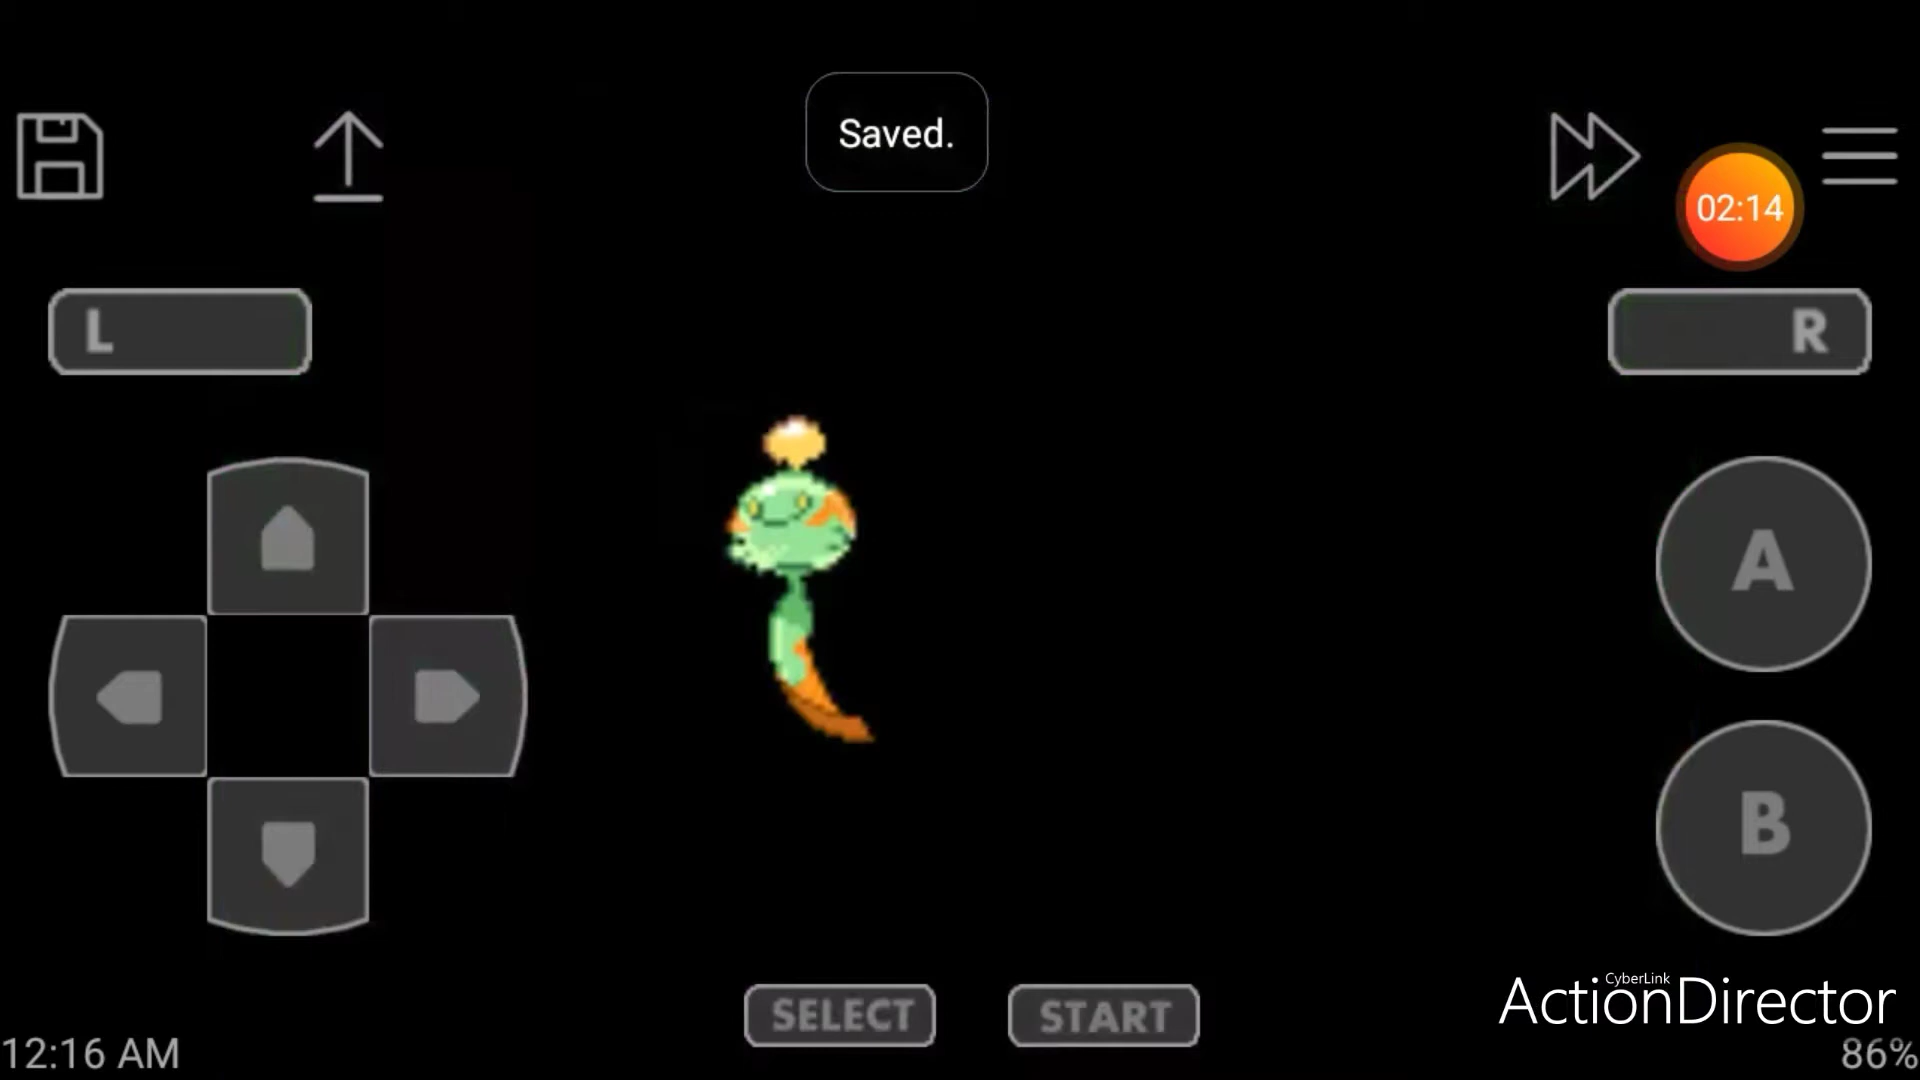 Saved.
02:14
L
R
A
B
SELECT
START
CyberLink
ActionDirector
12:16 AM
86%